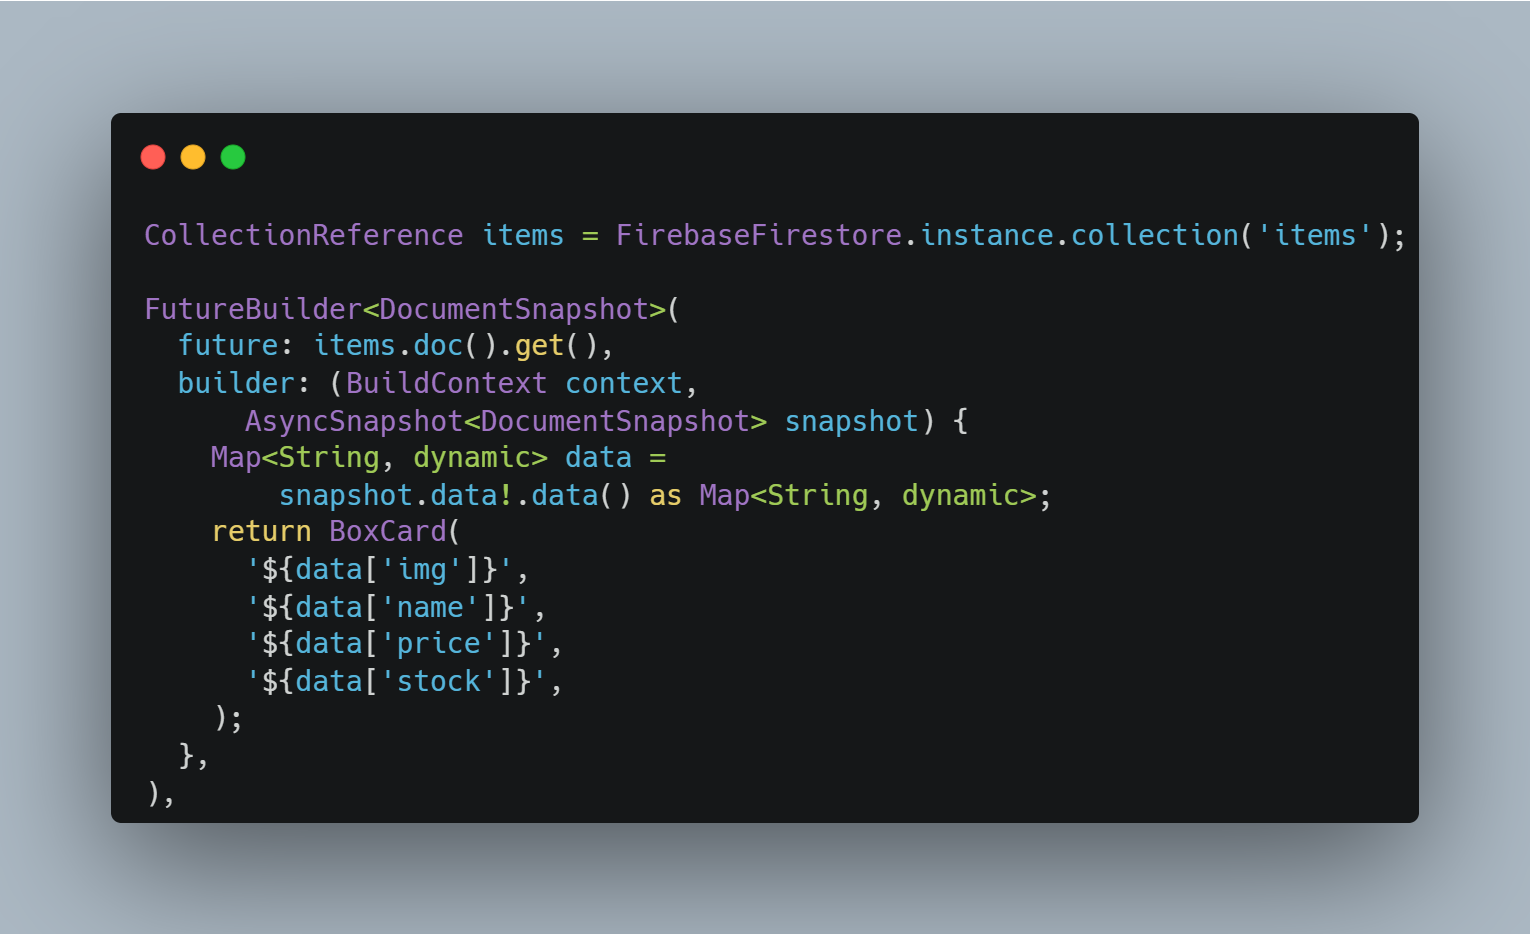 CollectionReference items = FirebaseFirestore.instance.collection('items');

FutureBuilder<DocumentSnapshot>(
  future: items.doc().get(),
  builder: (BuildContext context,
      AsyncSnapshot<DocumentSnapshot> snapshot) {
    Map<String, dynamic> data =
        snapshot.data!.data() as Map<String, dynamic>;
    return BoxCard(
      '${data['img']}',
      '${data['name']}',
      '${data['price']}',
      '${data['stock']}',
    );
  },
),